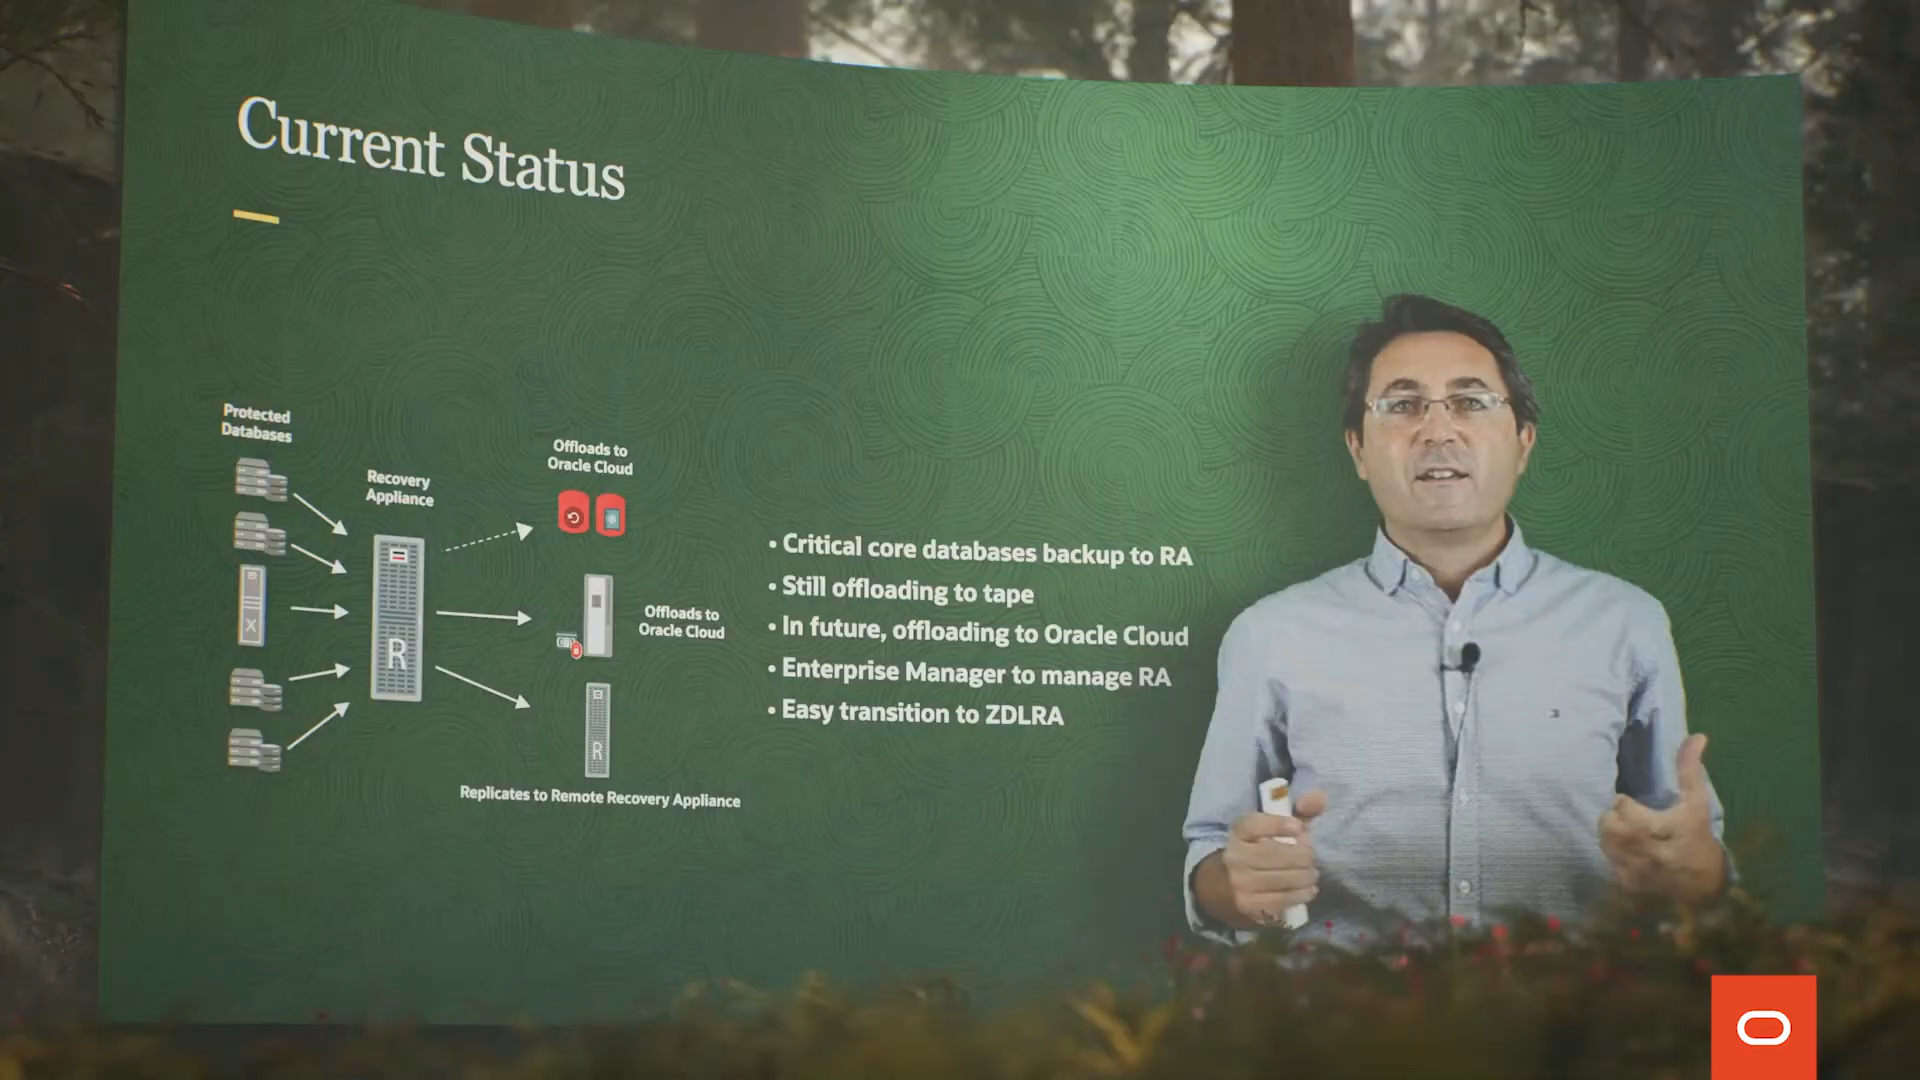 Current Status
Protected
Databases
Recovery
Appliance
R
X
Offloads to
Oracle Cloud
Offloads to
Oracle Cloud
R
Replicates to Remote Recovery Appliance
• Critical core databases backup to RA
• Still offloading to tape
• In future, offloading to Oracle Cloud
• Enterprise Manager to manage RA
• Easy transition to ZDLRA